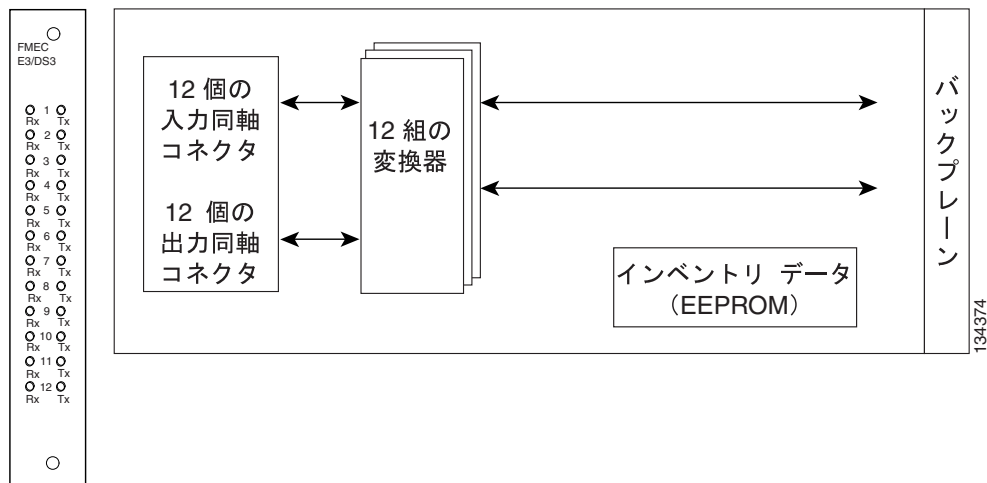 FMEC
E3/DS3
1
Rx Tx
2
Rx Tx
3
Rx Tx
4
Rx Tx
5
Rx Tx
6
Rx Tx
7
Rx Tx
8
Rx Tx
9
Rx Tx
10
Rx Tx
11
Rx Tx
12
Rx Tx
12 個の
入力同軸
コネクタ
12 個の
出力同軸
コネクタ
12 組の
変換器
インベントリ データ
（EEPROM）
バックプレーン
134374